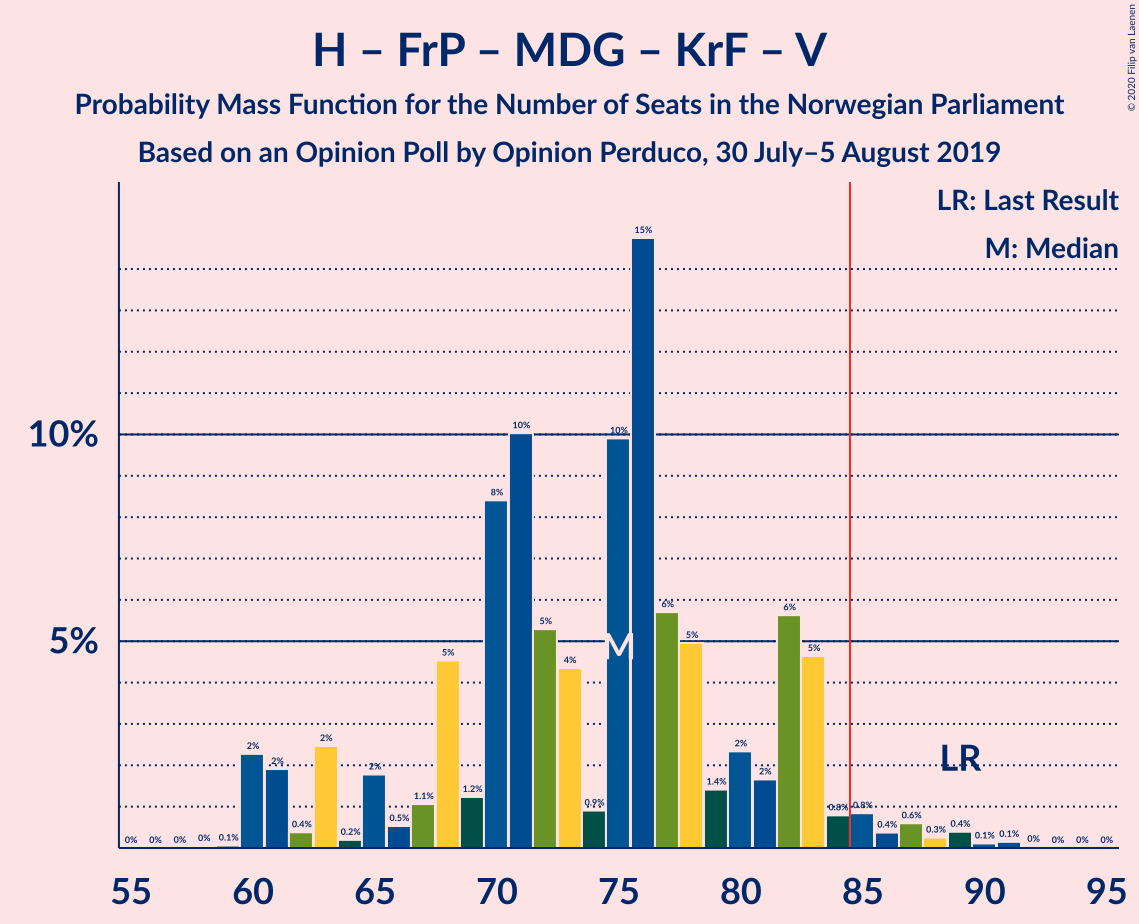 H – FrP – MDG – KrF – V
Probability Mass Function for the Number of Seats in the Norwegian Parliament
Based on an Opinion Poll by Opinion Perduco, 30 July–5 August 2019
© 2020 Filip van Laenen
LR: Last Result
M: Median
10%
5%
0% 0% 0% 0% 0.1% 2% 2% 0.4% 2% 0.2% 2% 0.5% 1.1% 5% 1.2% 8% 10% 5% 4% 0.9% 10% 15% 6% 5% 1.4% 2% 2% 6% 5% 0.8% 0.8% 0.4% 0.6% 0.3% 0.4% 0.1% 0.1% 0% 0% 0% 0%
M
LR
55 60 65 70 75 80 85 90 95